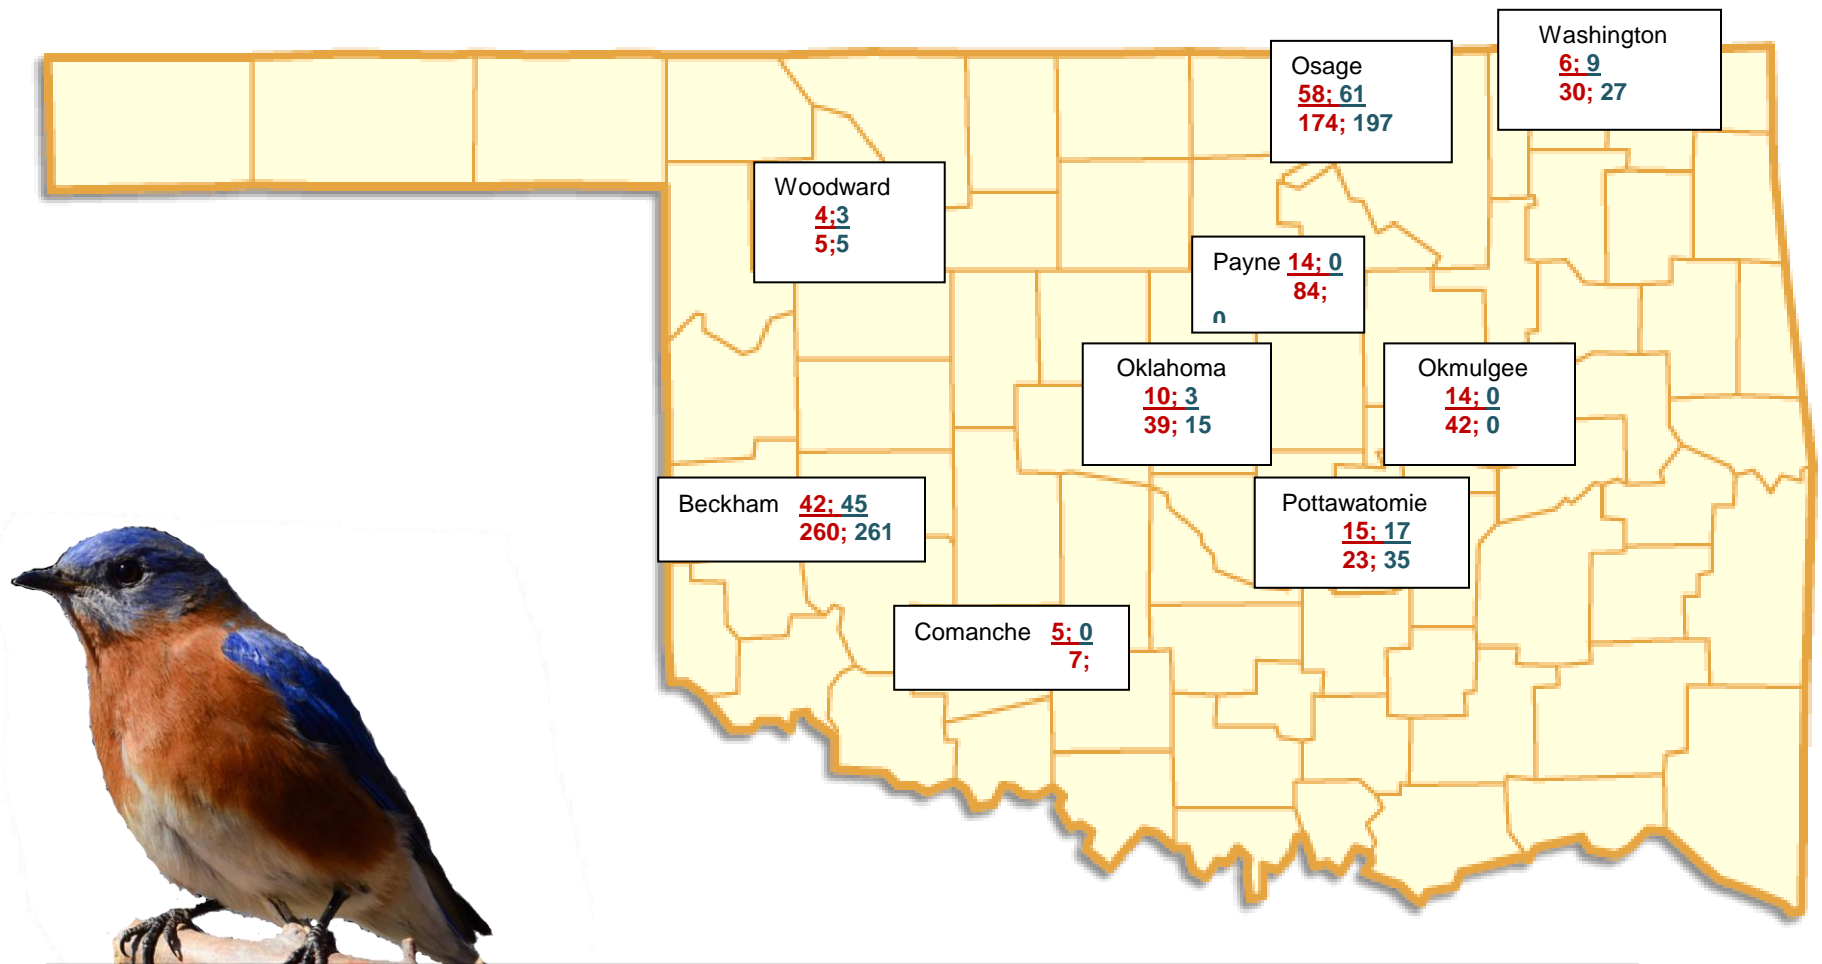 Washington
6; 9
30; 27
Osage
58; 61
174; 197
Woodward
4;3
5;5
Payne 14; 0
84;
0
Oklahoma
10; 3
39; 15
Okmulgee
14; 0
42; 0
Beckham 42; 45
260; 261
Pottawatomie
15; 17
23; 35
Comanche 5; 0
7;